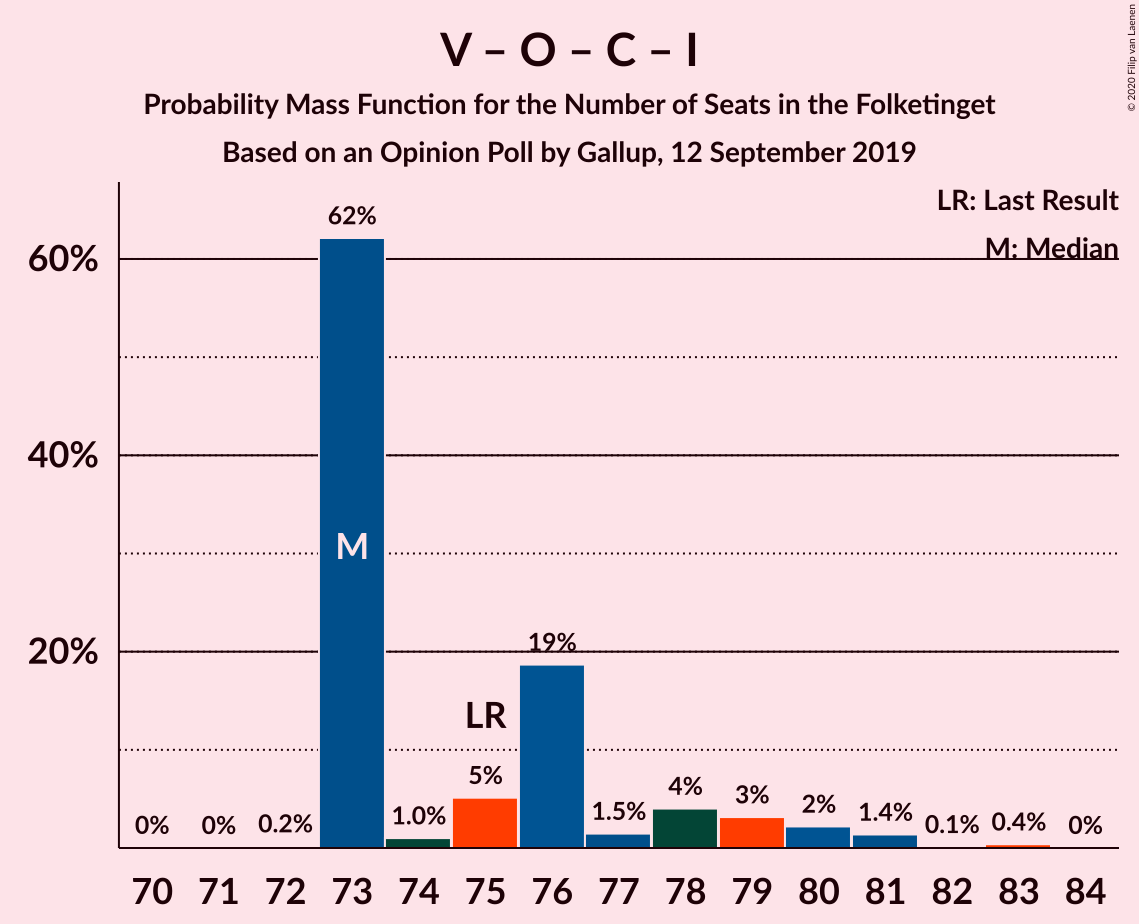 V – O – C – I
Probability Mass Function for the Number of Seats in the Folketinget
Based on an Opinion Poll by Gallup, 12 September 2019
© 2020 Filip van Laenen
LR: Last Result
M: Median
60%
40%
20%
0%
0%
0.2%
62%
1.0%
5%
19%
1.5%
4%
3%
2%
1.4%
0.1%
0.4%
0%
M
LR
70 71 72 73 74 75 76 77 78 79 80 81 82 83 84